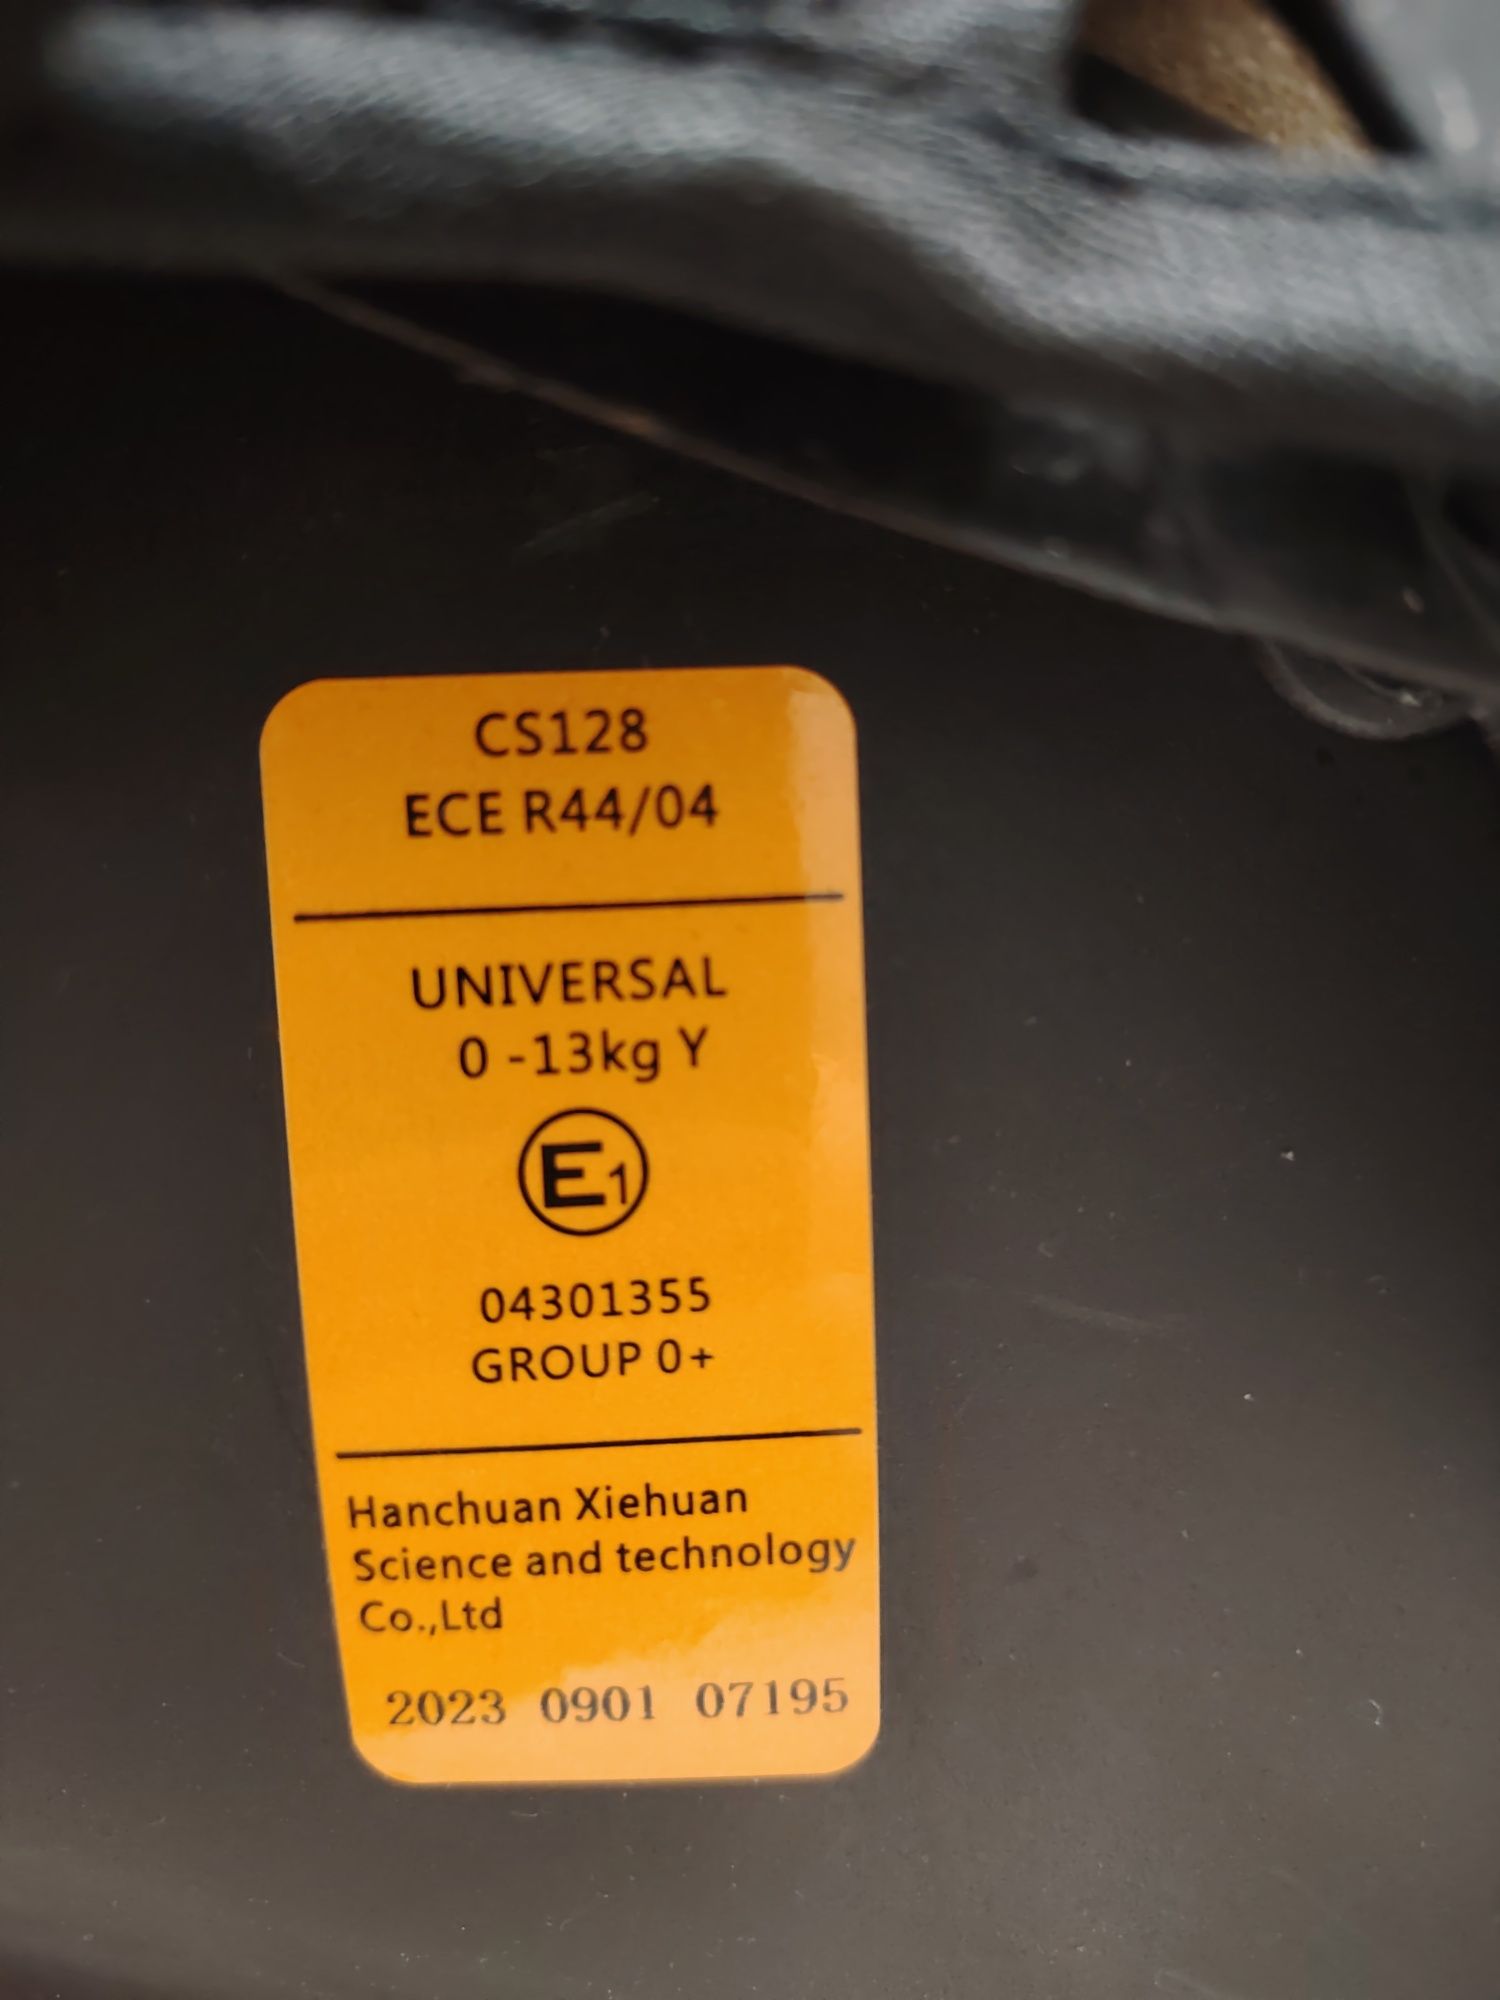 CS128
ECE R44/04
UNIVERSAL
0 -13kg Y
E1
04301355
GROUP 0+
Hanchuan Xiehuan
Science and technology
Co.,Ltd
2023 0901 07195